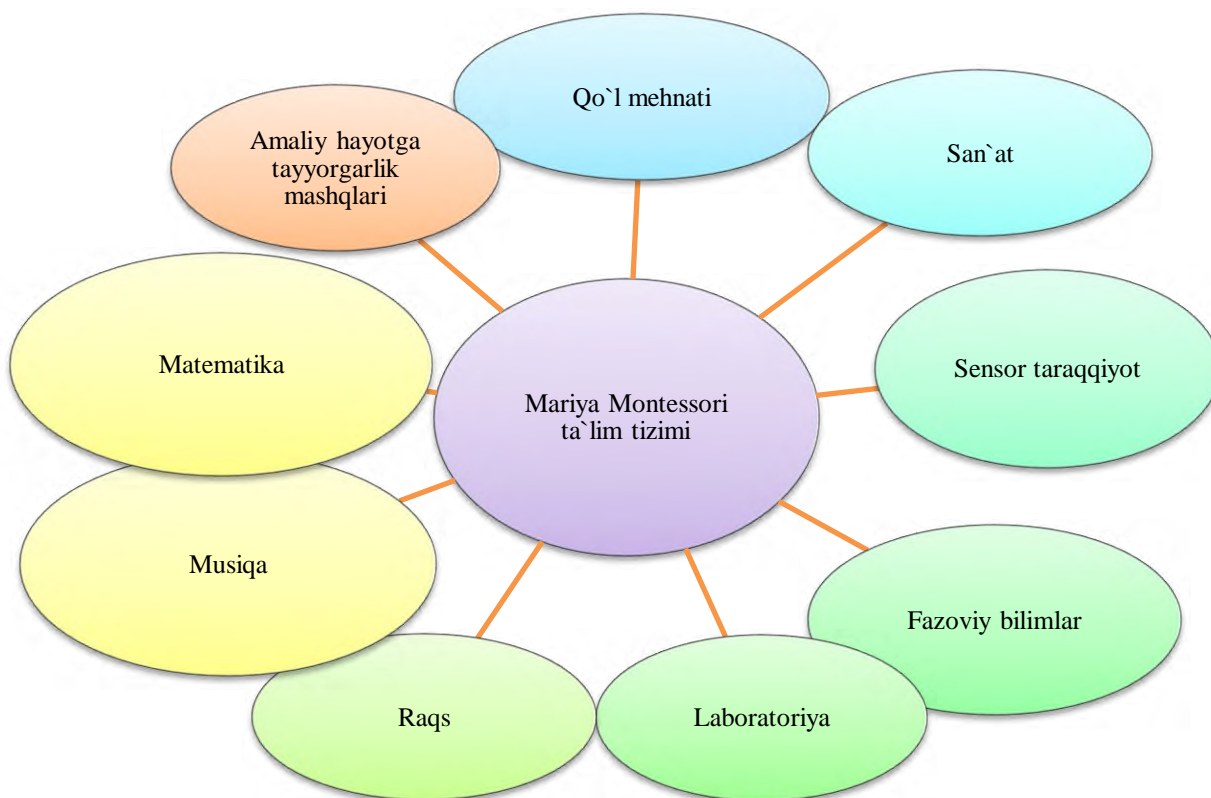 Qo`l mehnati
Amaliy hayotga
tayyorgarlik
mashqlari
San`at
Matematika
Sensor taraqqiyot
Mariya Montessori
ta`lim tizimi
Musiqa
Fazoviy bilimlar
Raqs
Laboratoriya